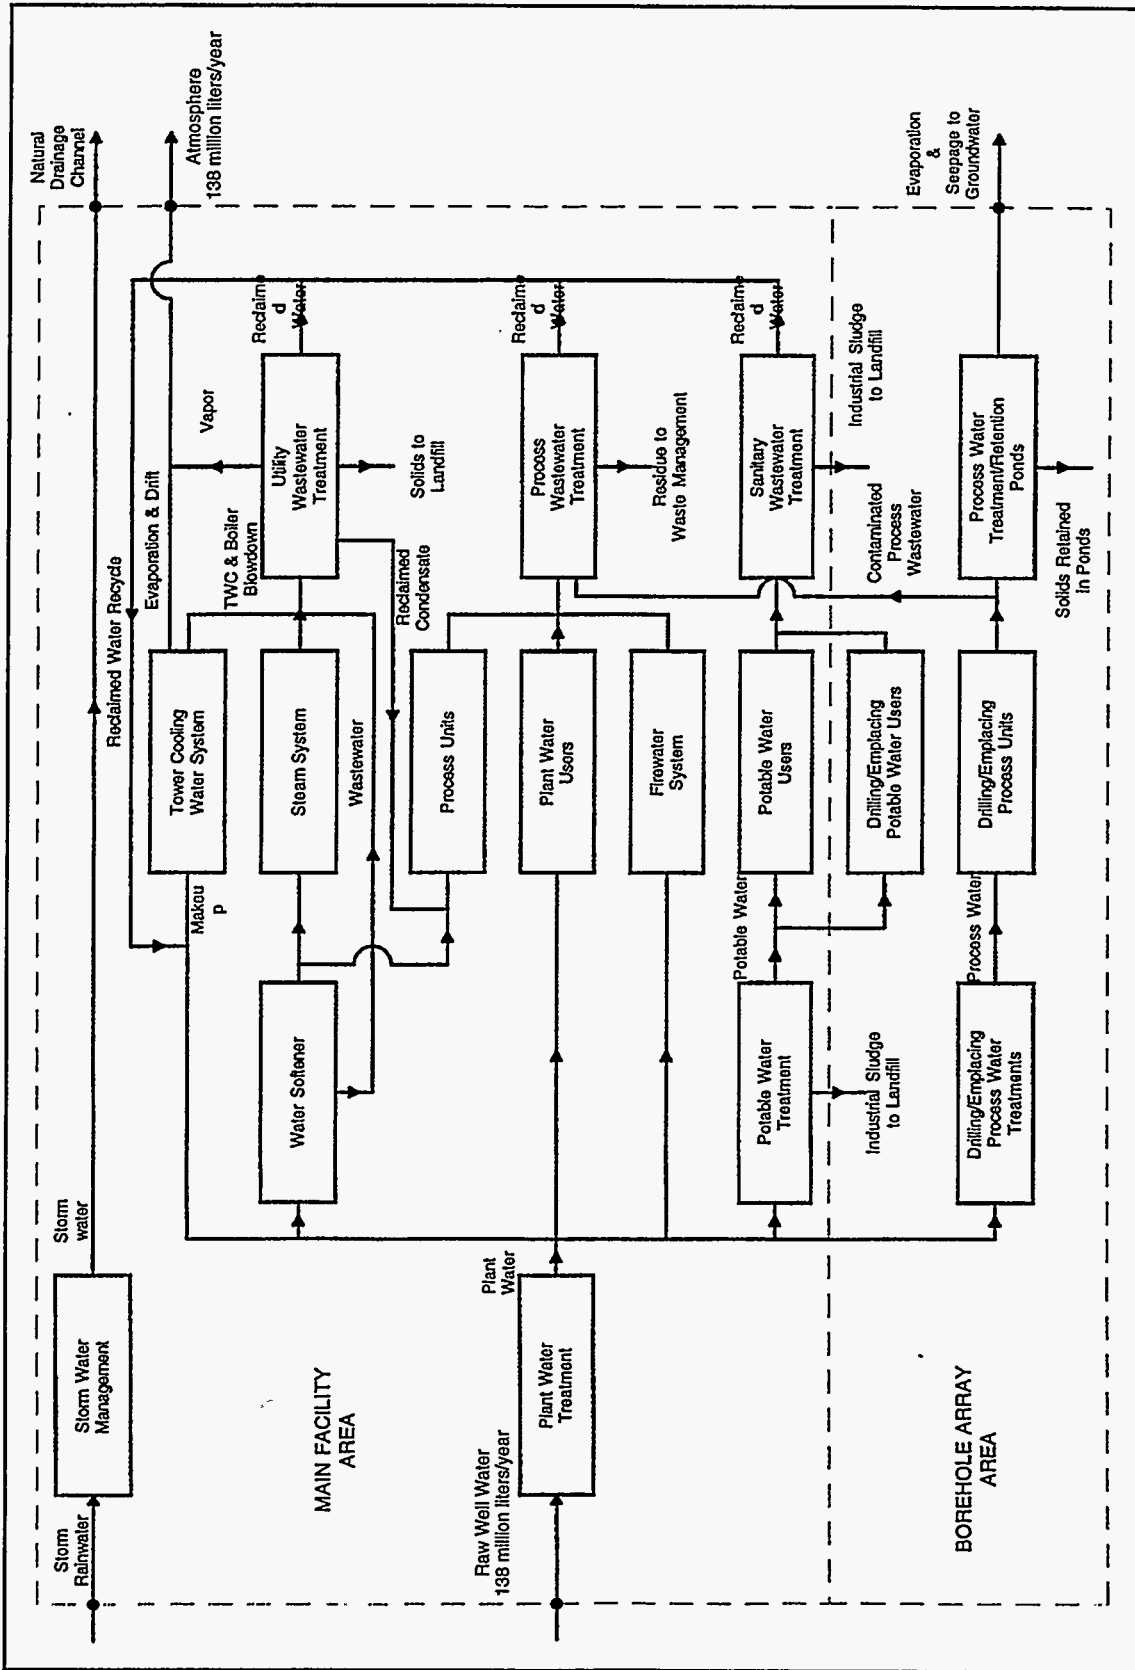 Storm
Rainwater
Storm Water
Management
Storm
water
Natural
Drainage
Channel
Reclaimed Water Recycle
Evaporation & Drift
Atmosphere
138 million liters/year
Makeu
p
Tower Cooling
Water System
Vapor
TWC & Boiler
Blowdown
Water Softener
Steam System
Utility
Wastewater
Treatment
Reclaime
d
Water
Wastewater
Solids to
Landfill
Reclaimed
Condensate
Process Units
MAIN FACILITY
AREA
Raw Well Water
138 million liters/year
Plant Water
Treatment
Plant
Water
Plant Water
Users
Process
Wastewater
Treatment
Reclaime
d
Water
Residue to
Waste Management
Firewater
System
Potable Water
Treatment
Potable Water
Potable Water
Users
Sanitary
Wastewater
Treatment
Reclaime
d
Water
Industrial Sludge
to Landfill
Industrial Sludge
to Landfill
Drilling/Emplacing
Potable Water Users
Contaminated
Process
Wastewater
BOREHOLE ARRAY
AREA
Drilling/Emplacing
Process Water
Treatments
Process Water
Drilling/Emplacing
Process Units
Process Water
Treatment/Retention
Ponds
Solids Retained
in Ponds
Evaporation
&
Seepage to
Groundwater